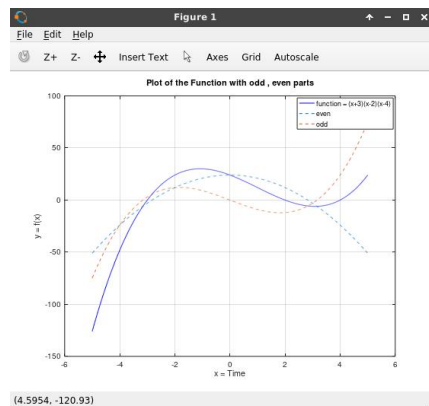 Figure 1
File Edit Help
Z+ Z- Insert Text Axes Grid Autoscale
Plot of the Function with odd , even parts
function = (x+3)(x-2)(x-4)
even
odd
100
50
0
-50
-100
-150
y = f(x)
-6 -4 -2 0 2 4 6
x = Time
(4.5954, -120.93)